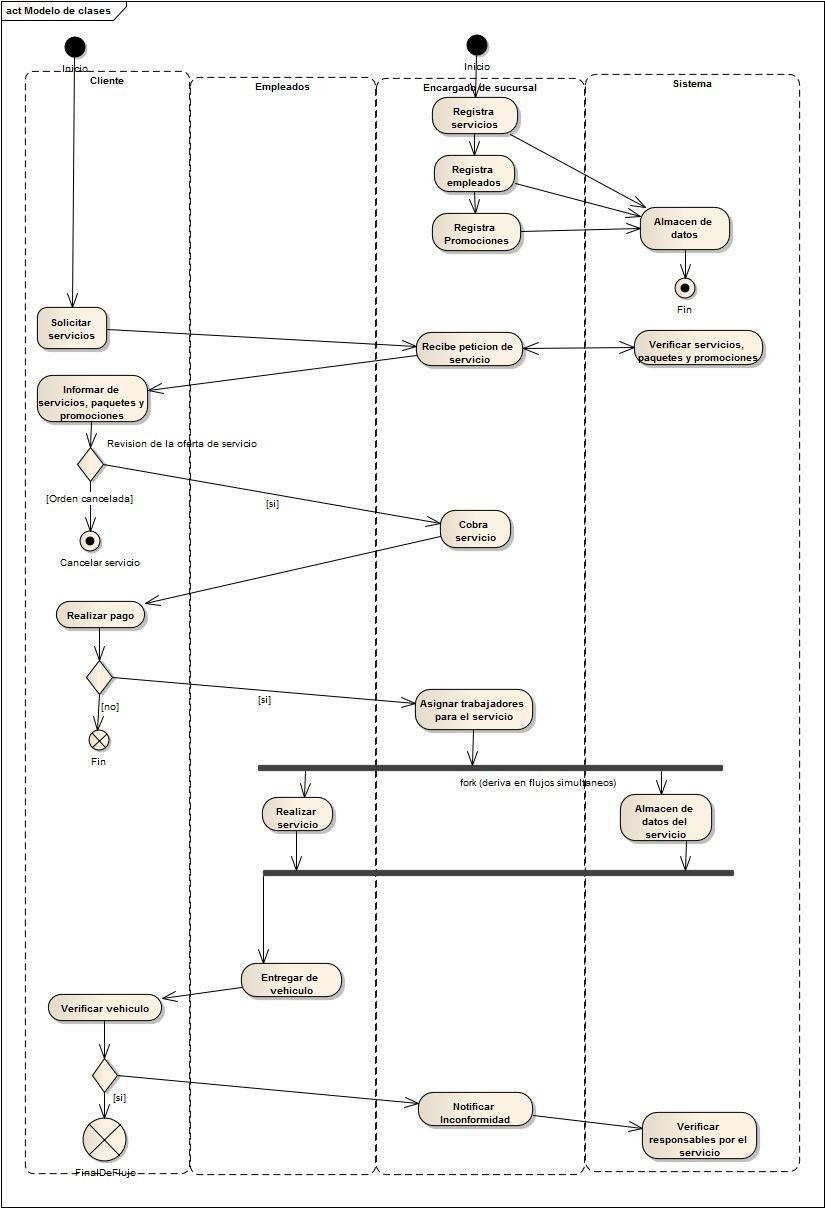 act Modelo de clases
Inicio
Inicio
Cliente
Empleados
Encargado de sucursal
Sistema
Registra
servicios
Registra
empleados
Registra
Promociones
Almacen de
datos
Fin
Solicitar
servicios
Recibe peticion de
servicio
Verificar servicios,
paquetes y promociones
Informar de
servicios, paquetes y
promociones
Revision de la oferta de servicio
[Orden cancelada]
[si]
Cobra
servicio
Cancelar servicio
Realizar pago
[si]
[no]
Asignar trabajadores
para el servicio
Fin
fork (deriva en flujos simultaneos)
Realizar
servicio
Almacen de
datos del
servicio
Entregar de
vehiculo
Verificar vehiculo
[si]
Notificar
Inconformidad
Verificar
responsables por el
servicio
FinalDeFlujo